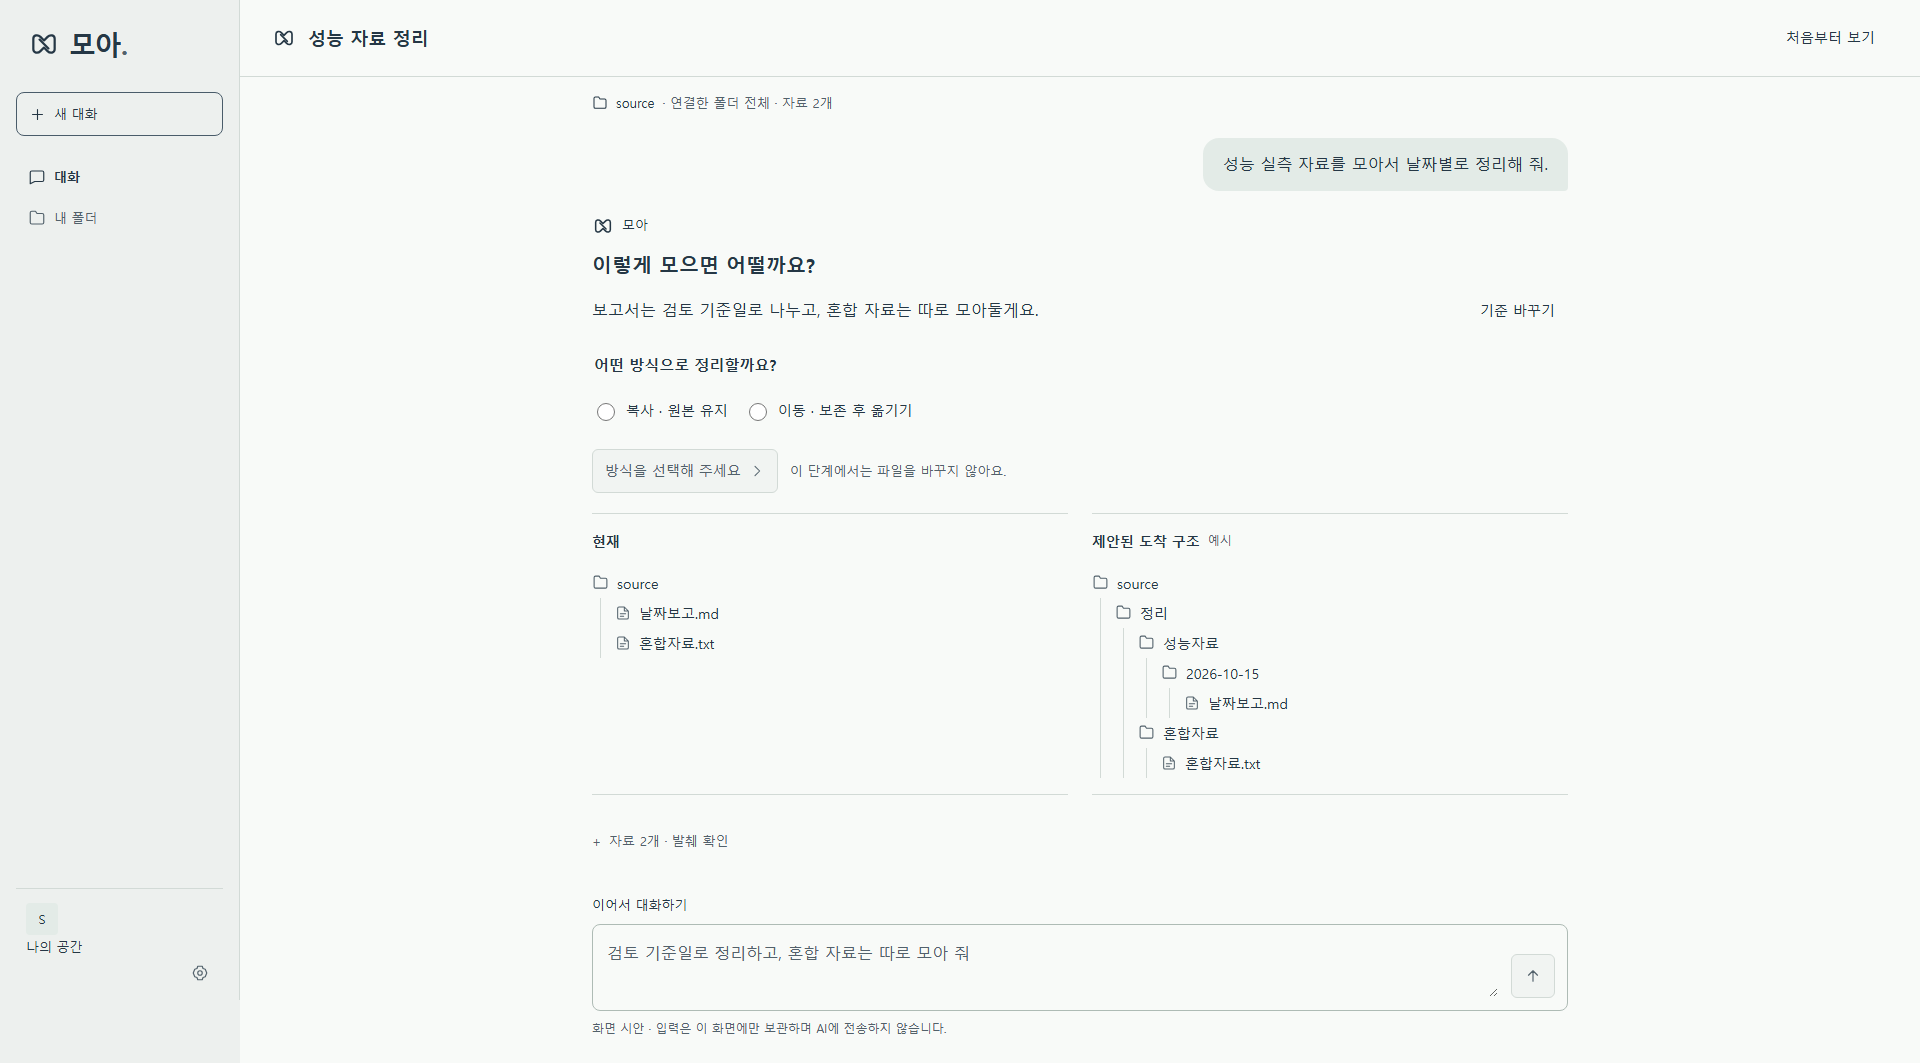 모아.
새 대화
대화
내 폴더
S
나의 공간
성능 자료 정리
처음부터 보기
source · 연결한 폴더 전체 · 자료 2개
성능 실측 자료를 모아서 날짜별로 정리해 줘.
모아
이렇게 모으면 어떨까요?
보고서는 검토 기준일로 나누고, 혼합 자료는 따로 모아둘게요.
기준 바꾸기
어떤 방식으로 정리할까요?
복사 · 원본 유지
이동 · 보존 후 옮기기
방식을 선택해 주세요
이 단계에서는 파일을 바꾸지 않아요.
현재
source
날짜보고.md
혼합자료.txt
제안된 도착 구조 예시
source
정리
성능자료
2026-10-15
날짜보고.md
혼합자료
혼합자료.txt
+ 자료 2개 · 발췌 확인
이어서 대화하기
검토 기준일로 정리하고, 혼합 자료는 따로 모아 줘
화면 시안 · 입력은 이 화면에만 보관하며 AI에 전송하지 않습니다.